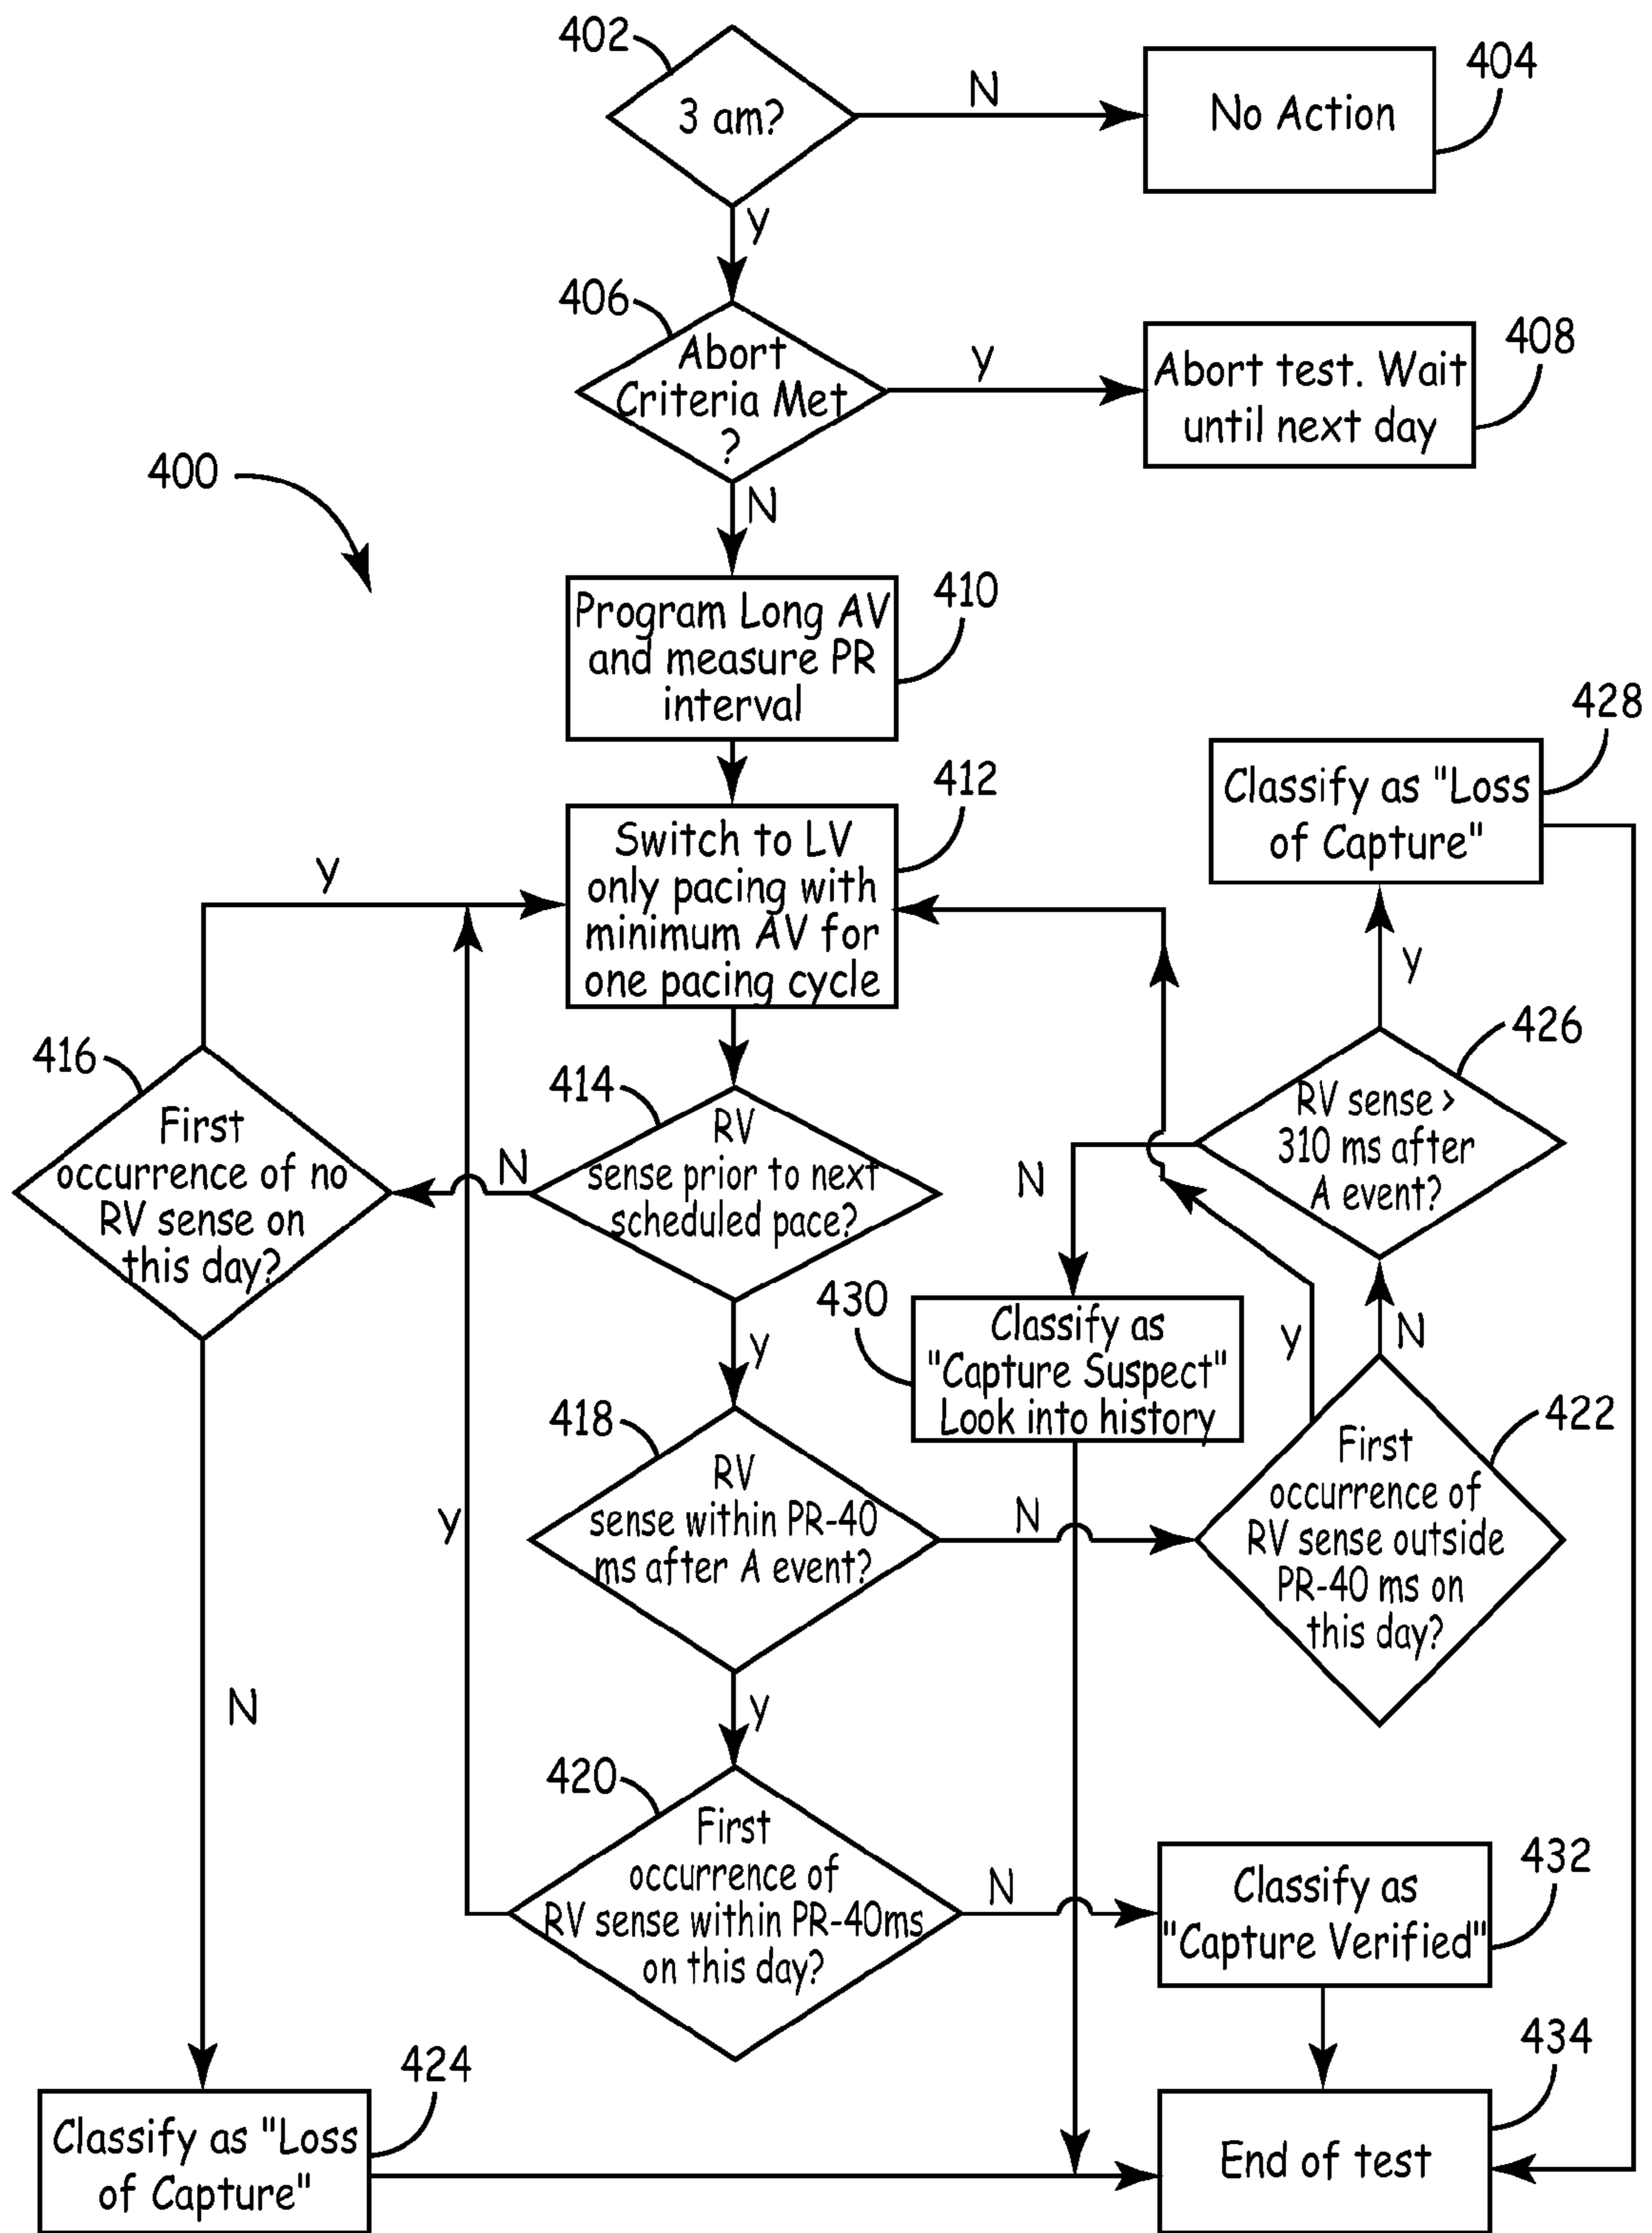 402
3 am?
N
No Action
404
y
406
Abort
Criteria Met
?
y
Abort test. Wait
until next day
408
400
N
Program Long AV
and measure PR
interval
410
428
Classify as "Loss
of Capture"
412
Switch to LV
only pacing with
minimum AV for
one pacing cycle
y
y
416
First
occurrence of no
RV sense on
this day?
414
RV
sense prior to next
scheduled pace?
N
426
RV sense >
310 ms after
A event?
N
430
Classify as
"Capture Suspect"
Look into history
y
y
N
418
RV
sense within PR-40
ms after A event?
N
422
First
occurrence of
RV sense outside
PR-40 ms on
this day?
y
N
y
420
First
occurrence of
RV sense within PR-40ms
on this day?
N
Classify as
"Capture Verified"
432
424
Classify as "Loss
of Capture"
434
End of test